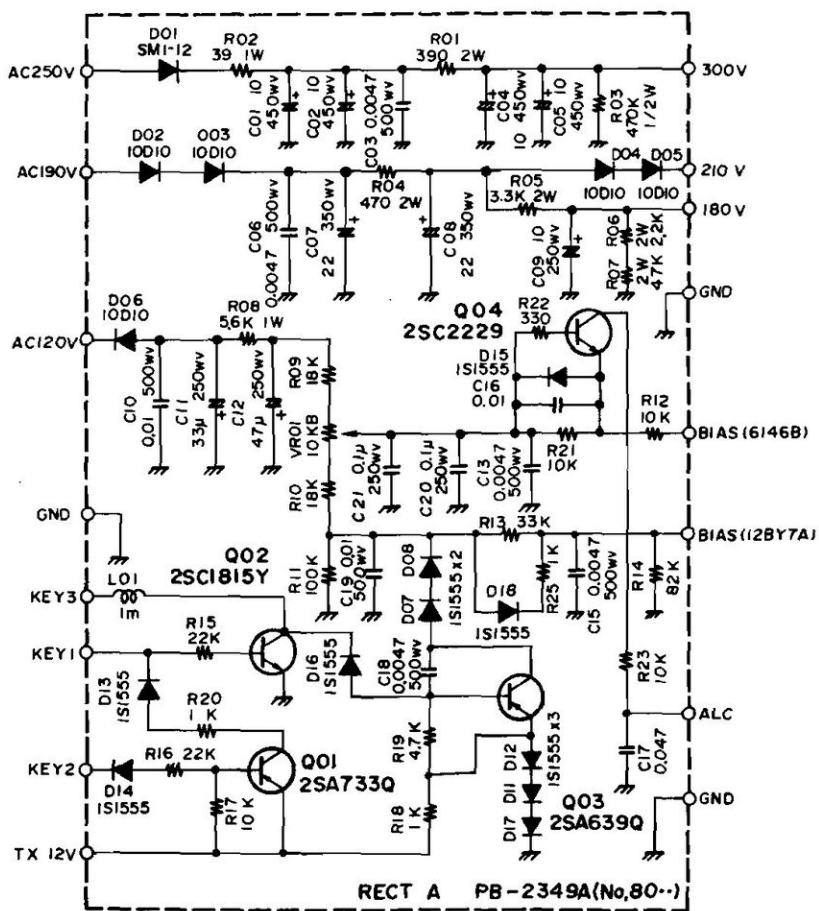 D01
SM1-12
R02
39 1W
R01
390 2W
AC250V
300V
C01 10 450wv
C02 10 450wv
C03 0.0047 500wv
C04 10 450wv
C05 10 450wv
R03 470K 1/2W
D02
10D10
003
10D10
AC190V
R04
470 2W
D04
10D10
D05
10D10
210 V
R05
3.3K 2W
180V
C06 0.0047 500wv
C07 22 350wv
C08 22 350wv
C09 10 250wv
R06 2W 2.2K
R07 2W 47K
GND
D06
10D10
R08
5.6K 1W
AC120V
Q04
2SC2229
R22
330
D15
1S1555
C16
0.01
C10 0.01 500wv
C11 33μ 250wv
C12 47μ 250wv
R09 18K
VR01 10KB
R10 18K
R12
10K
BIAS(6146B)
R21
10K
C21 0.1μ 250wv
C20 0.1μ 250wv
C13 0.0047 500wv
GND
R13 33K
BIAS(12BY7A)
R11 100K
C19 0.01 500wv
D08
D07
1S1555x2
D18
1S1555
R25 1K
C15 0.0047 500wv
R14 82K
Q02
2SC1815Y
L01
1m
KEY3
R15
22K
KEY1
D13
1S1555
D16
1S1555
C18 0.0047 500wv
R20
1 K
R23 10K
ALC
R16 22K
KEY2
D14
1S1555
Q01
2SA733Q
R17 10K
R19 4.7K
R18 1K
D12
D11
D17
1S1555x3
Q03
2SA639Q
C17 0.047
GND
TX 12V
RECT A PB-2349A(No,80··)